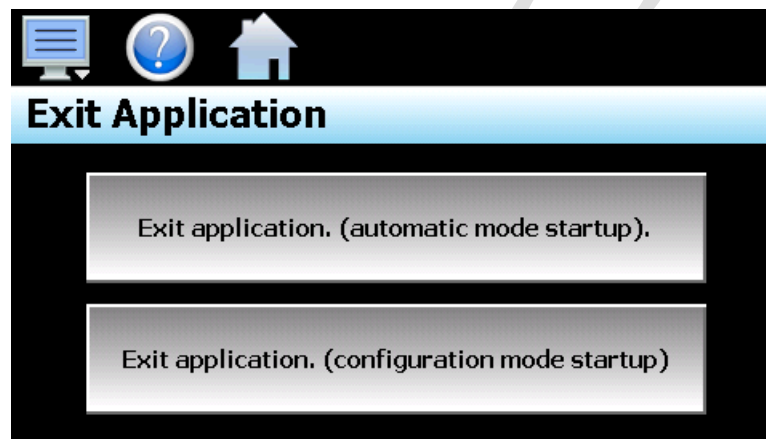 ?
Exit Application
Exit application. (automatic mode startup).
Exit application. (configuration mode startup)